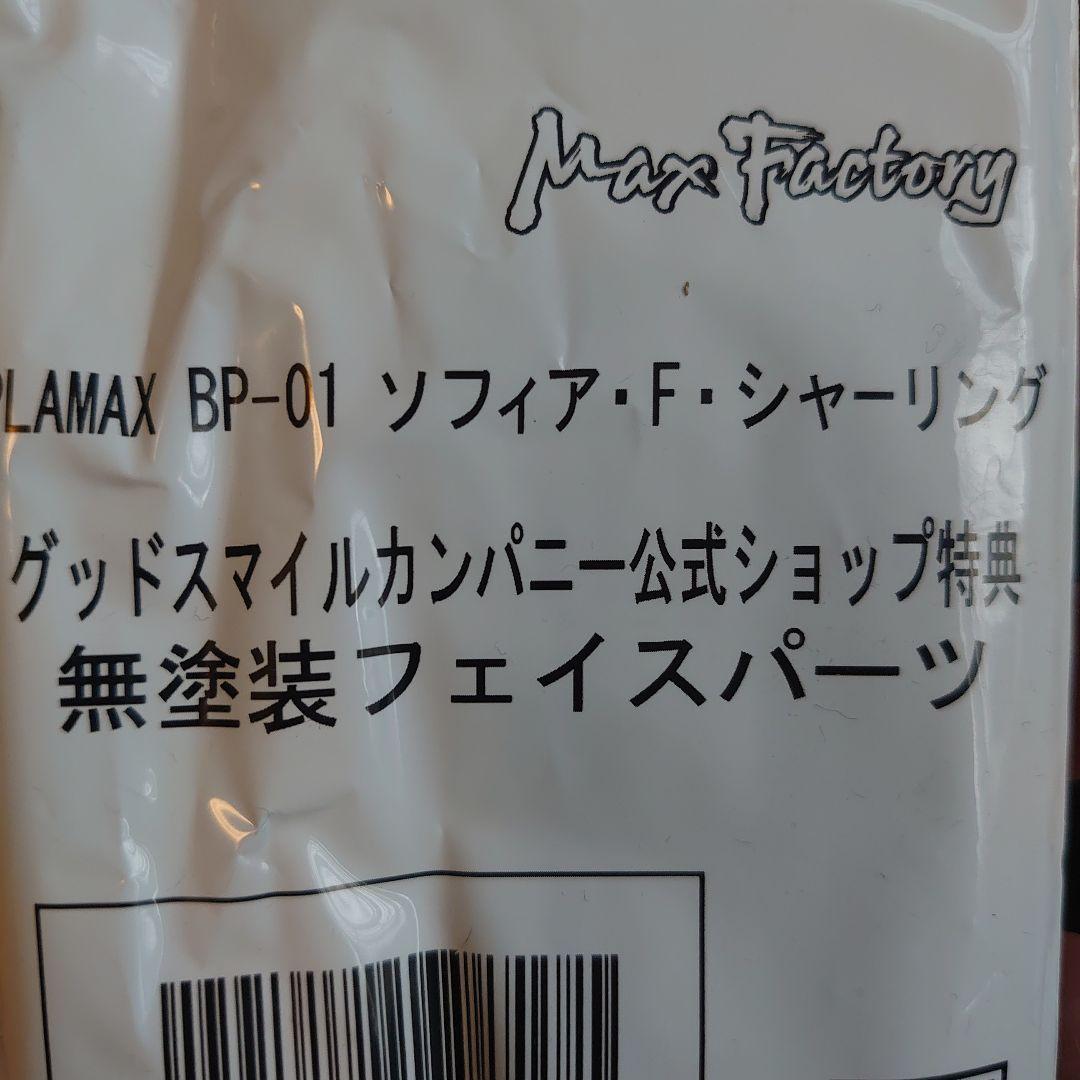 Max Factory
PLAMAX BP-01 ソフィア・F・シャーリング
グッドスマイルカンパニー公式ショップ特典
無塗装フェイスパーツ